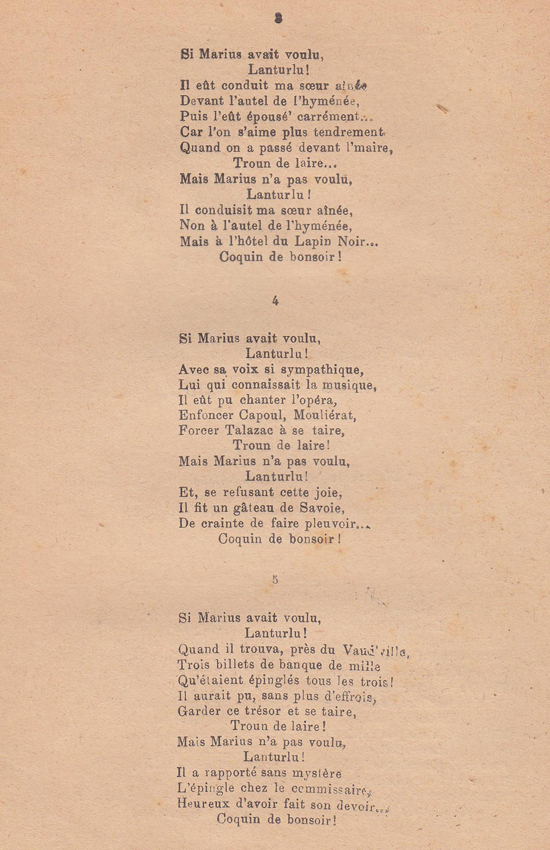 3
Si Marius avait voulu,
Lanturlu!
Il eût conduit ma sœur aînée
Devant l'autel de l'hyménée,
Puis l'eût épousé' carrément...
Car l'on s'aime plus tendrement
Quand on a passé devant l'maire,
Troun de laire...
Mais Marius n'a pas voulu,
Lanturlu!
Il conduisit ma sœur aînée,
Non à l'autel de l'hyménée,
Mais à l'hôtel du Lapin Noir...
Coquin de bonsoir!
4
Si Marius avait voulu,
Lanturlu!
Avec sa voix si sympathique,
Lui qui connaissait la musique,
Il eût pu chanter l'opéra,
Enfoncer Capoul, Mouliérat,
Forcer Talazac à se taire,
Troun de laire!
Mais Marius n'a pas voulu,
Lanturlu!
Et, se refusant cette joie,
Il fit un gâteau de Savoie,
De crainte de faire pleuvoir...
Coquin de bonsoir!
5
Si Marius avait voulu,
Lanturlu!
Quand il trouva, près du Vaud'ville,
Trois billets de banque de mille
Qu'étaient épinglés tous les trois!
Il aurait pu, sans plus d'effrois,
Garder ce trésor et se taire,
Troun de laire!
Mais Marius n'a pas voulu,
Lanturlu!
Il a rapporté sans mystère
L'épingle chez le commissaire,
Heureux d'avoir fait son devoir...
Coquin de bonsoir!